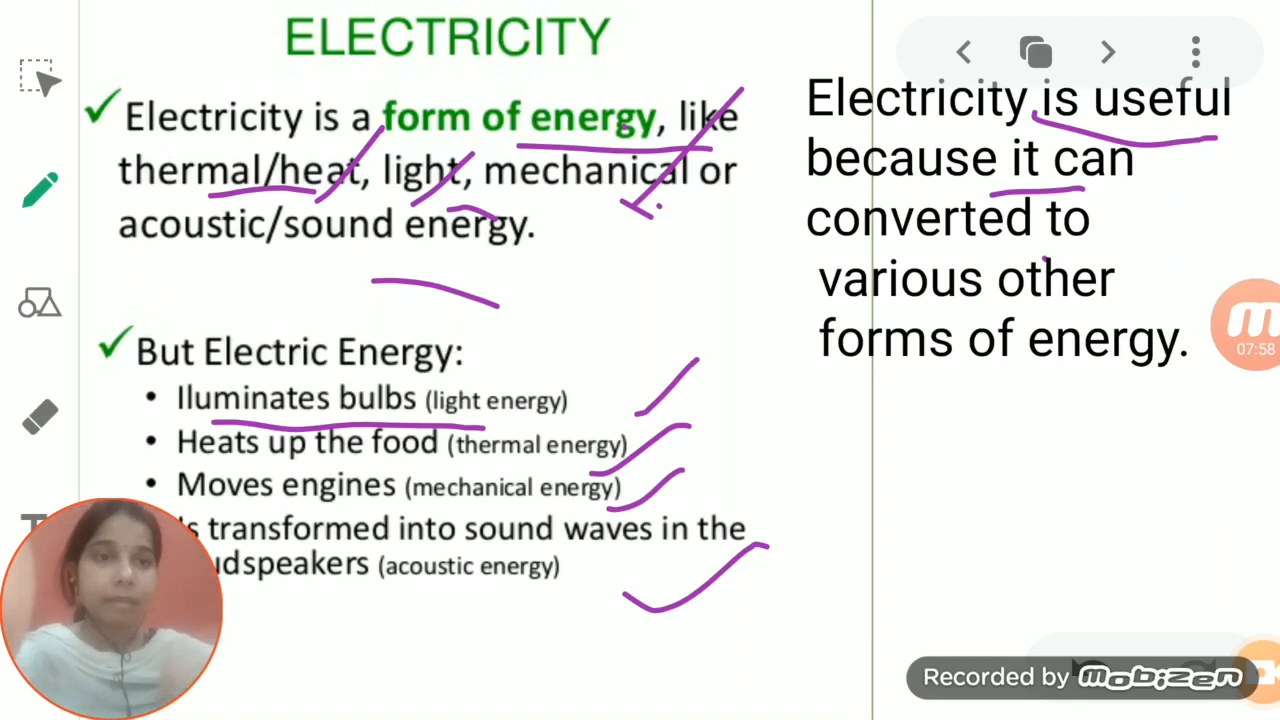 ELECTRICITY
Electricity is a form of energy, like
thermal/heat, light, mechanical or
acoustic/sound energy.
But Electric Energy:
• Iluminates bulbs (light energy)
• Heats up the food (thermal energy)
• Moves engines (mechanical energy)
transformed into sound waves in the
(acoustic energy)
Electricity is useful
because it can
converted to
various other
forms of energy.
07:58
Recorded by mobizen